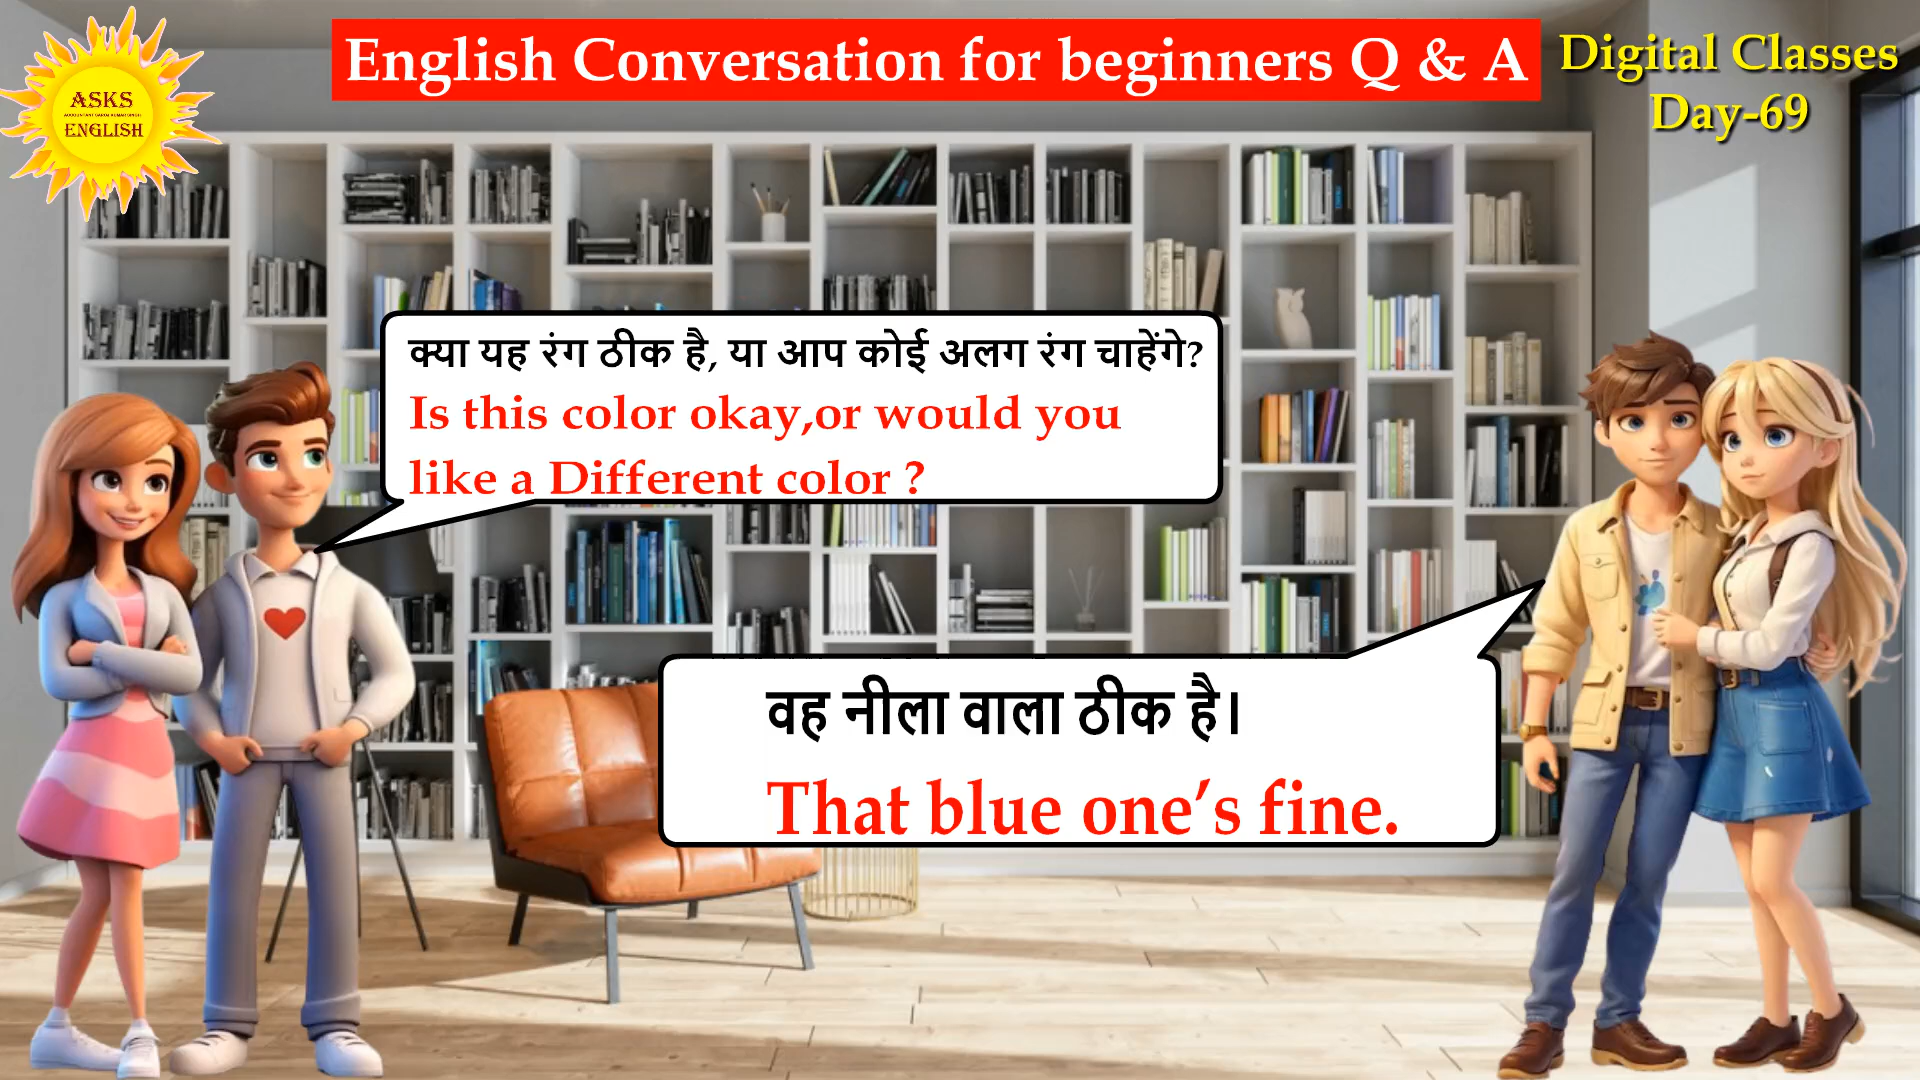 ASKS
ENGLISH
English Conversation for beginners Q & A
Digital Classes
Day-69
क्या यह रंग ठीक है, या आप कोई अलग रंग चाहेंगे?
Is this color okay,or would you
like a Different color ?
वह नीला वाला ठीक है।
That blue one’s fine.